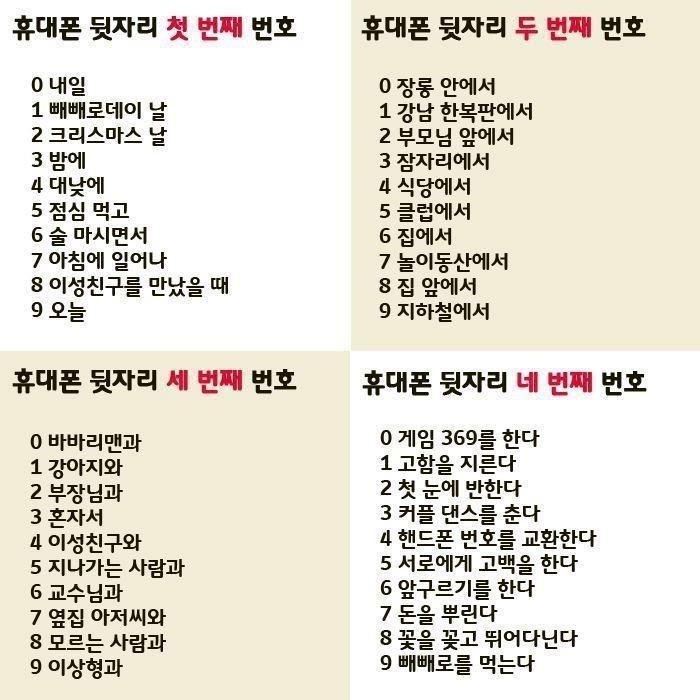 휴대폰 뒷자리 첫 번째 번호
0 내일
1 빼빼로데이 날
2 크리스마스 날
3 밤에
4 대낮에
5 점심 먹고
6 술 마시면서
7 아침에 일어나
8 이성친구를 만났을 때
9 오늘
휴대폰 뒷자리 두 번째 번호
0 장롱 안에서
1 강남 한복판에서
2 부모님 앞에서
3 잠자리에서
4 식당에서
5 클럽에서
6 집에서
7 놀이동산에서
8 집 앞에서
9 지하철에서
휴대폰 뒷자리 세 번째 번호
0 바바리맨과
1 강아지와
2 부장님과
3 혼자서
4 이성친구와
5 지나가는 사람과
6 교수님과
7 옆집 아저씨와
8 모르는 사람과
9 이상형과
휴대폰 뒷자리 네 번째 번호
0 게임 369를 한다
1 고함을 지른다
2 첫 눈에 반한다
3 커플 댄스를 춘다
4 핸드폰 번호를 교환한다
5 서로에게 고백을 한다
6 앞구르기를 한다
7 돈을 뿌린다
8 꽃을 꽂고 뛰어다닌다
9 빼빼로를 먹는다